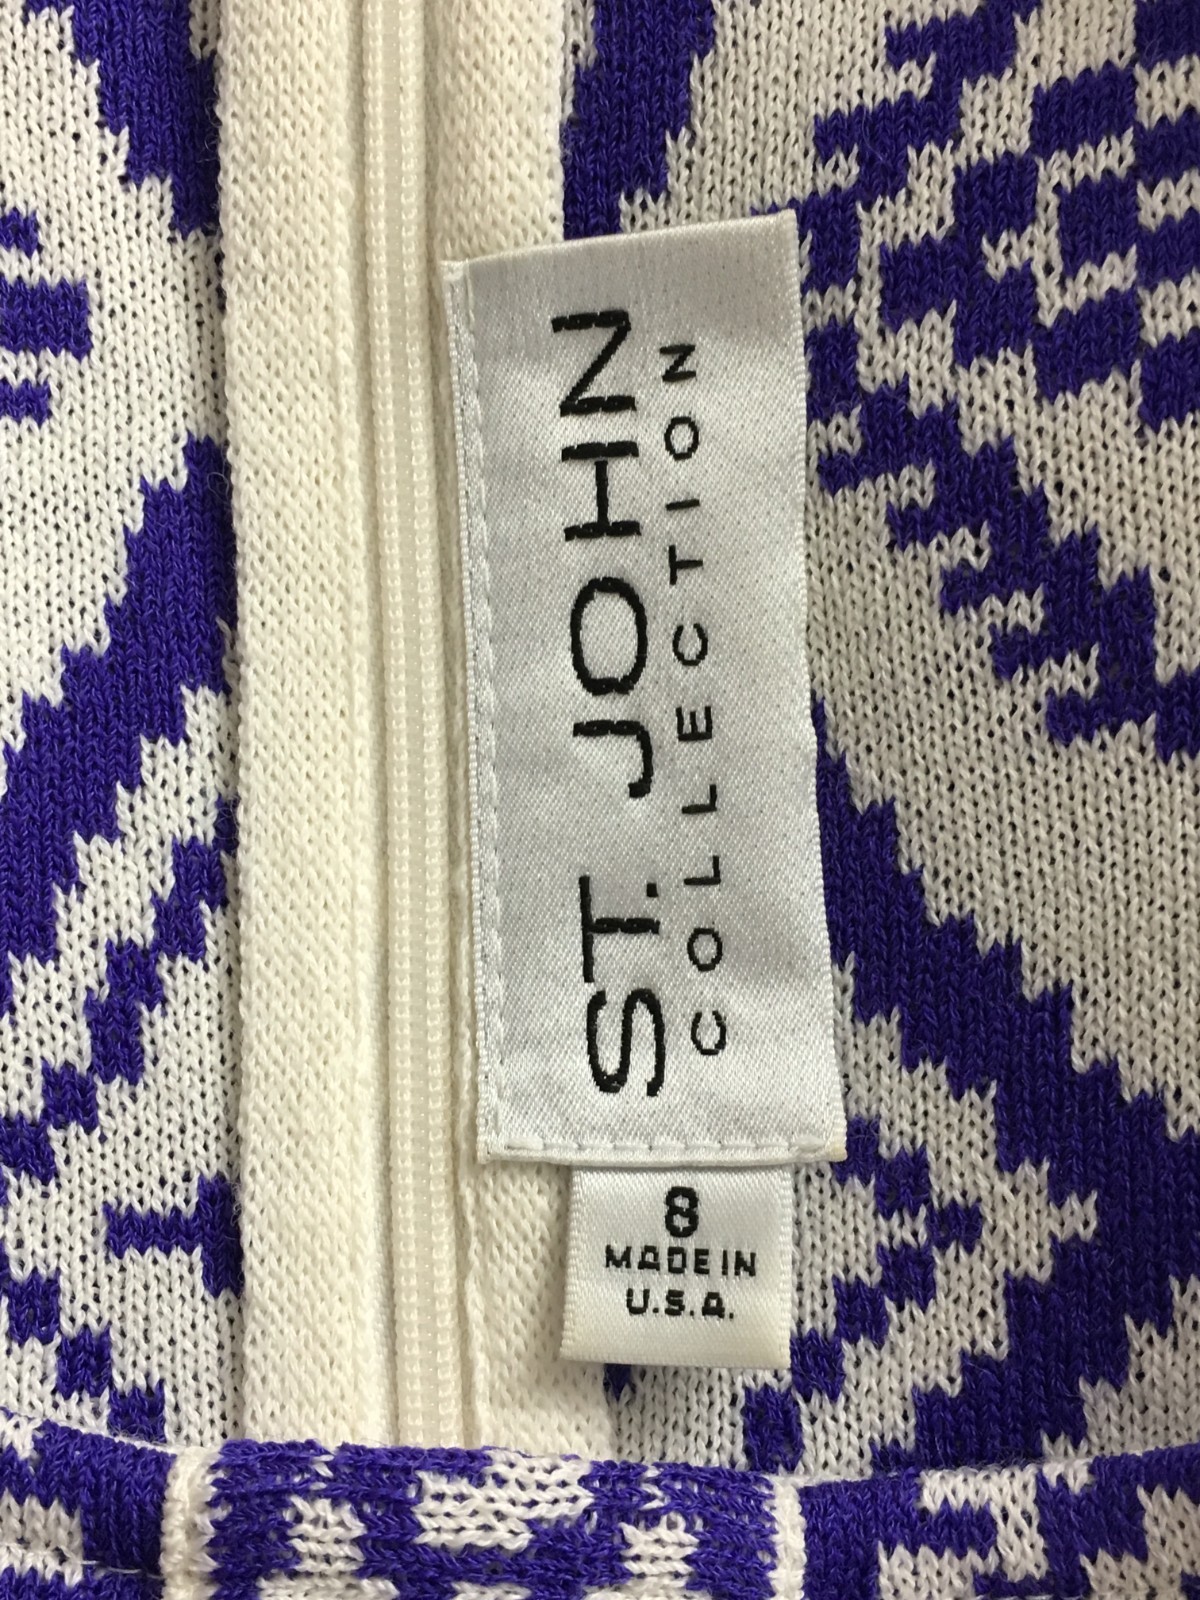 ST. JOHN
COLLECTION
8
MADE IN
U.S.A.